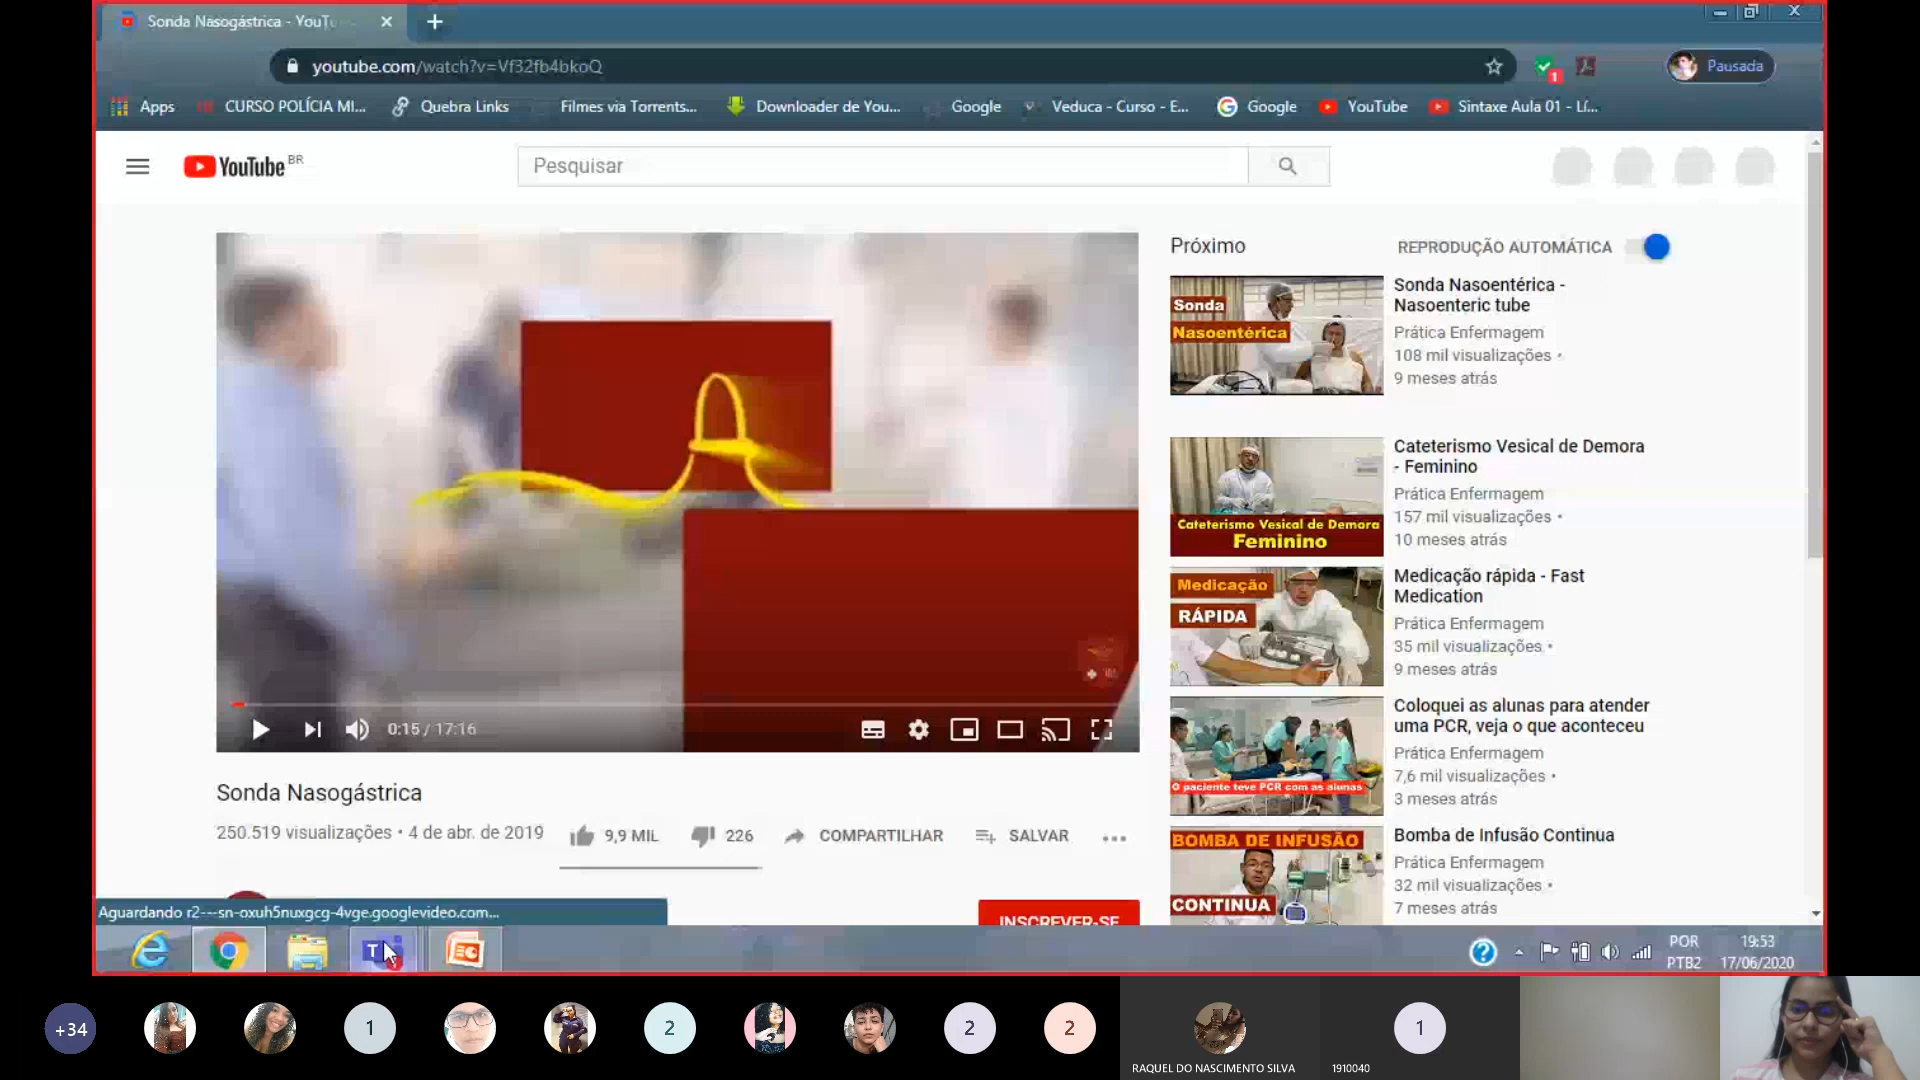 Sonda Nasogástrica - YouTu
youtube.com/watch?v=Vf32fb4bkoQ
1
Pausada
Apps
CURSO POLÍCIA MI...
Quebra Links
Filmes via Torrents...
Downloader de You...
Google
Veduca - Curso - E...
Google
YouTube
Sintaxe Aula 01 - Lí...
YouTube BR
Pesquisar
0:15 / 17:16
Sonda Nasogástrica
250.519 visualizações • 4 de abr. de 2019
9,9 MIL
226
COMPARTILHAR
SALVAR
INSCREVER-SE
Próximo
REPRODUÇÃO AUTOMÁTICA
Sonda
Nasoentérica
Sonda Nasoentérica -
Nasoenteric tube
Prática Enfermagem
108 mil visualizações •
9 meses atrás
Cateterismo Vesical de Demora
Feminino
Cateterismo Vesical de Demora
- Feminino
Prática Enfermagem
157 mil visualizações •
10 meses atrás
Medicação
RÁPIDA
Medicação rápida - Fast
Medication
Prática Enfermagem
35 mil visualizações •
9 meses atrás
O paciente teve PCR com as alunas
Coloquei as alunas para atender
uma PCR, veja o que aconteceu
Prática Enfermagem
7,6 mil visualizações •
3 meses atrás
BOMBA DE INFUSÃO
CONTINUA
Bomba de Infusão Continua
Prática Enfermagem
32 mil visualizações •
7 meses atrás
Aguardando r2---sn-oxuh5nuxgcg-4vge.googlevideo.com...
POR
PTB2
19:53
17/06/2020
+34
1
2
2
2
RAQUEL DO NASCIMENTO SILVA
1
1910040